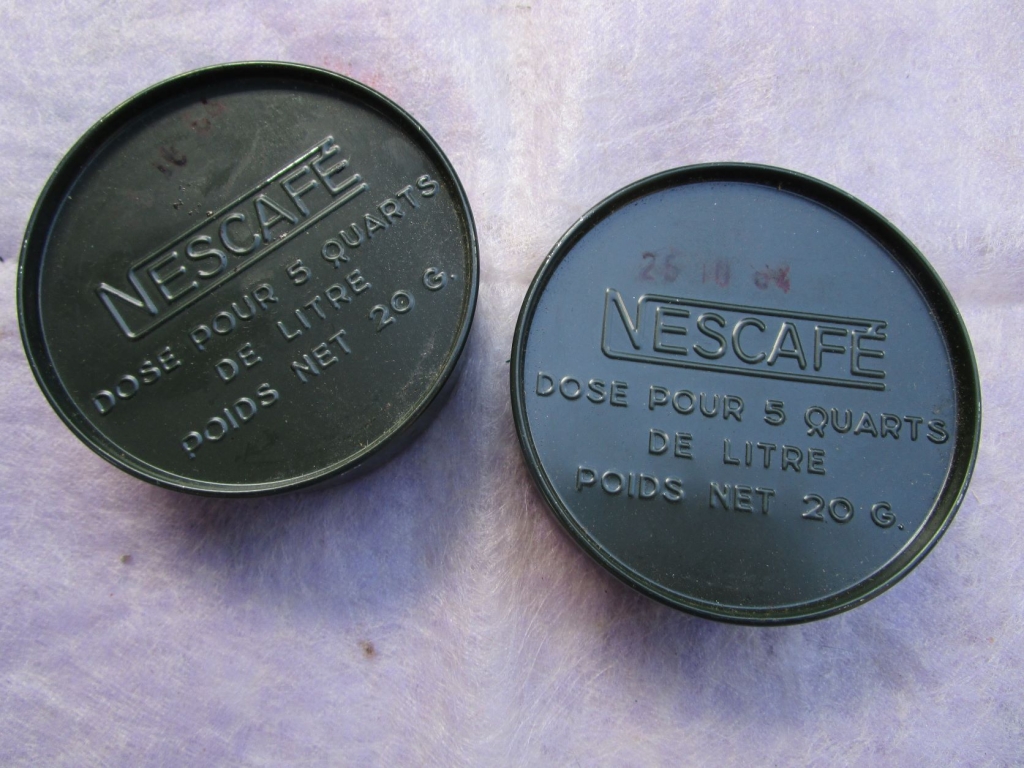 NESCAFÉ
DOSE POUR 5 QUARTS
DE LITRE
POIDS NET 20 G.
25 10 64
NESCAFÉ
DOSE POUR 5 QUARTS
DE LITRE
POIDS NET 20 G.